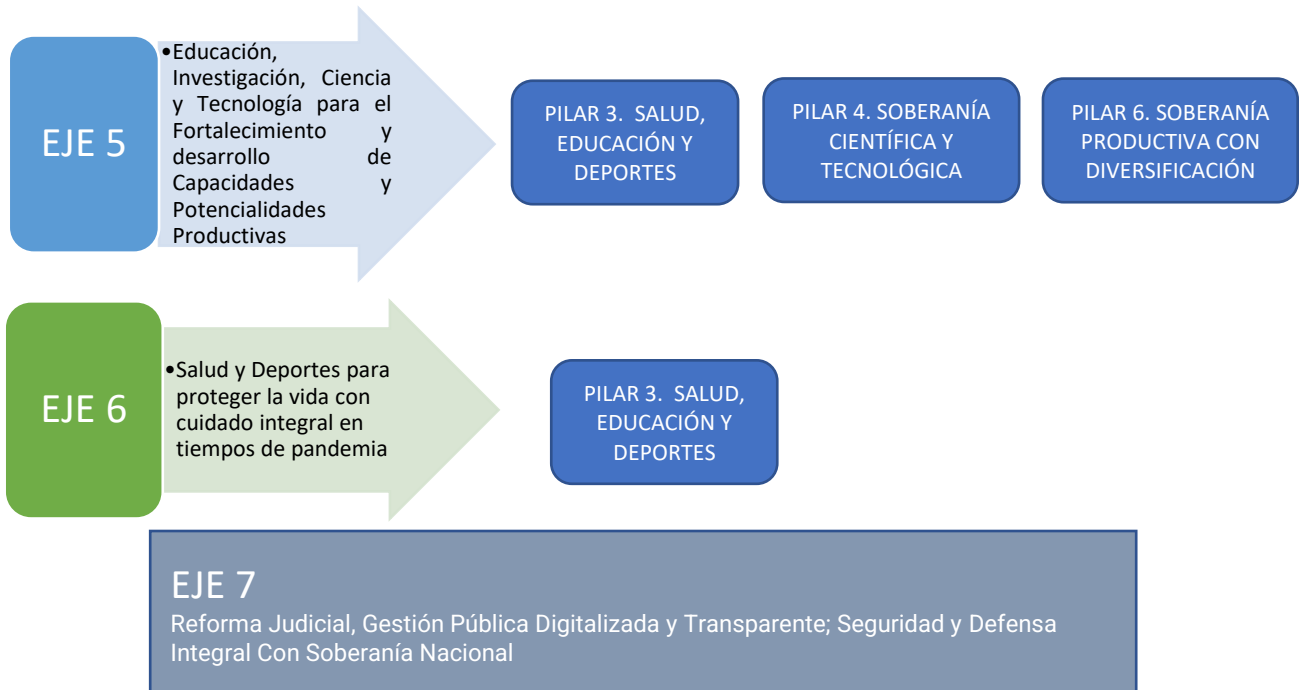 EJE 5
•Educación,
Investigación, Ciencia
y Tecnología para el
Fortalecimiento y
desarrollo de
Capacidades y
Potencialidades
Productivas
PILAR 3. SALUD,
EDUCACIÓN Y
DEPORTES
PILAR 4. SOBERANÍA
CIENTÍFICA Y
TECNOLÓGICA
PILAR 6. SOBERANÍA
PRODUCTIVA CON
DIVERSIFICACIÓN
EJE 6
•Salud y Deportes para
proteger la vida con
cuidado integral en
tiempos de pandemia
PILAR 3. SALUD,
EDUCACIÓN Y
DEPORTES
EJE 7
Reforma Judicial, Gestión Pública Digitalizada y Transparente; Seguridad y Defensa
Integral Con Soberanía Nacional